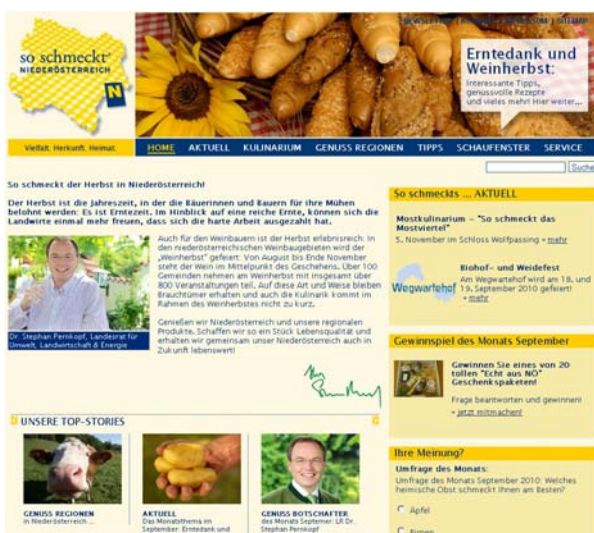 so schmeckt
NIEDERÖSTERREICH
N
Erntedank und
Weinherbst:
Interessante Tipps,
genussvolle Rezepte
und vieles mehr! Hier weiter...
Vielfalt. Herkunft. Heimat.
HOME AKTUELL KULINARIUM GENUSS REGIONEN TIPPS SCHAUFENSTER SERVICE
Suche
So schmeckt der Herbst in Niederösterreich!
Der Herbst ist die Jahreszeit, in der die Bäuerinnen und Bauern für ihre Mühen
belohnt werden: Es ist Erntezeit. Im Hinblick auf eine reiche Ernte, können sich die
Landwirte einmal mehr freuen, dass sich die harte Arbeit ausgezahlt hat.
Auch für den Weinbauern ist der Herbst erlebnisreich: In
den niederösterreichischen Weinbaugebieten wird der
„Weinherbst" gefeiert. Von August bis Ende November
steht der Wein im Mittelpunkt des Geschehens. Über 100
Gemeinden nehmen am Weinherbst mit insgesamt über
800 Veranstaltungen teil. Auf diese Art und Weise bleiben
Brauchtümer erhalten und auch die Kulinarik kommt im
Rahmen des Weinherbstes nicht zu kurz.
Genießen wir Niederösterreich und unsere regionalen
Produkte. Schaffen wir so ein Stück Lebensqualität und
erhalten wir gemeinsam unser Niederösterreich auch in
Zukunft lebenswert!
Dr. Stephan Pernkopf, Landesrat für
Umwelt, Landwirtschaft & Energie
UNSERE TOP-STORIES
GENUSS REGIONEN
in Niederösterreich ...
AKTUELL
Das Monatsthema im
September: Erntedank und
GENUSS BOTSCHAFTER
des Monats Septemer: LR Dr.
Stephan Pernkopf
So schmeckts ... AKTUELL
Mostkulinarium - "So schmeckt das
Mostviertel"
5. November im Schloss Wolfpassing » mehr
Wegwartehof
Biohof- und Weidefest
Am Wegwartehof wird am 18. und
19. September 2010 gefeiert!
» mehr
Gewinnspiel des Monats September
Gewinnen Sie eines von 20
tollen "Echt aus NÖ"
Geschenkspaketen!
Frage beantworten und gewinnen!
» jetzt mitmachen!
Ihre Meinung?
Umfrage des Monats:
Umfrage des Monats September 2010: Welches
heimische Obst schmeckt Ihnen am Besten?
Äpfel
Birnen